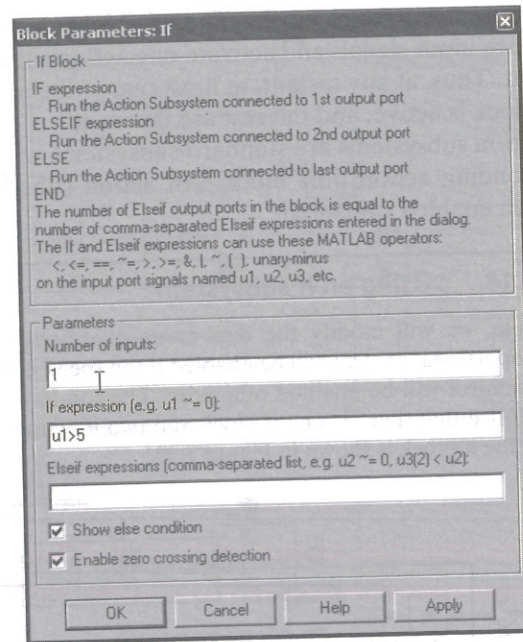 Block Parameters: If
If Block
IF expression
Run the Action Subsystem connected to 1st output port
ELSEIF expression
Run the Action Subsystem connected to 2nd output port
ELSE
Run the Action Subsystem connected to last output port
END
The number of Elseif output ports in the block is equal to the
number of comma-separated Elseif expressions entered in the dialog.
The If and Elseif expressions can use these MATLAB operators:
<, <=, ==, ~=, >, >=, &, |, ~, ( ), unary-minus
on the input port signals named u1, u2, u3, etc.
Parameters
Number of inputs:
1
If expression (e.g. u1 ~= 0):
u1>5
Elseif expressions (comma-separated list, e.g. u2 ~= 0, u3(2) < u2):
Show else condition
Enable zero crossing detection
OK Cancel Help Apply